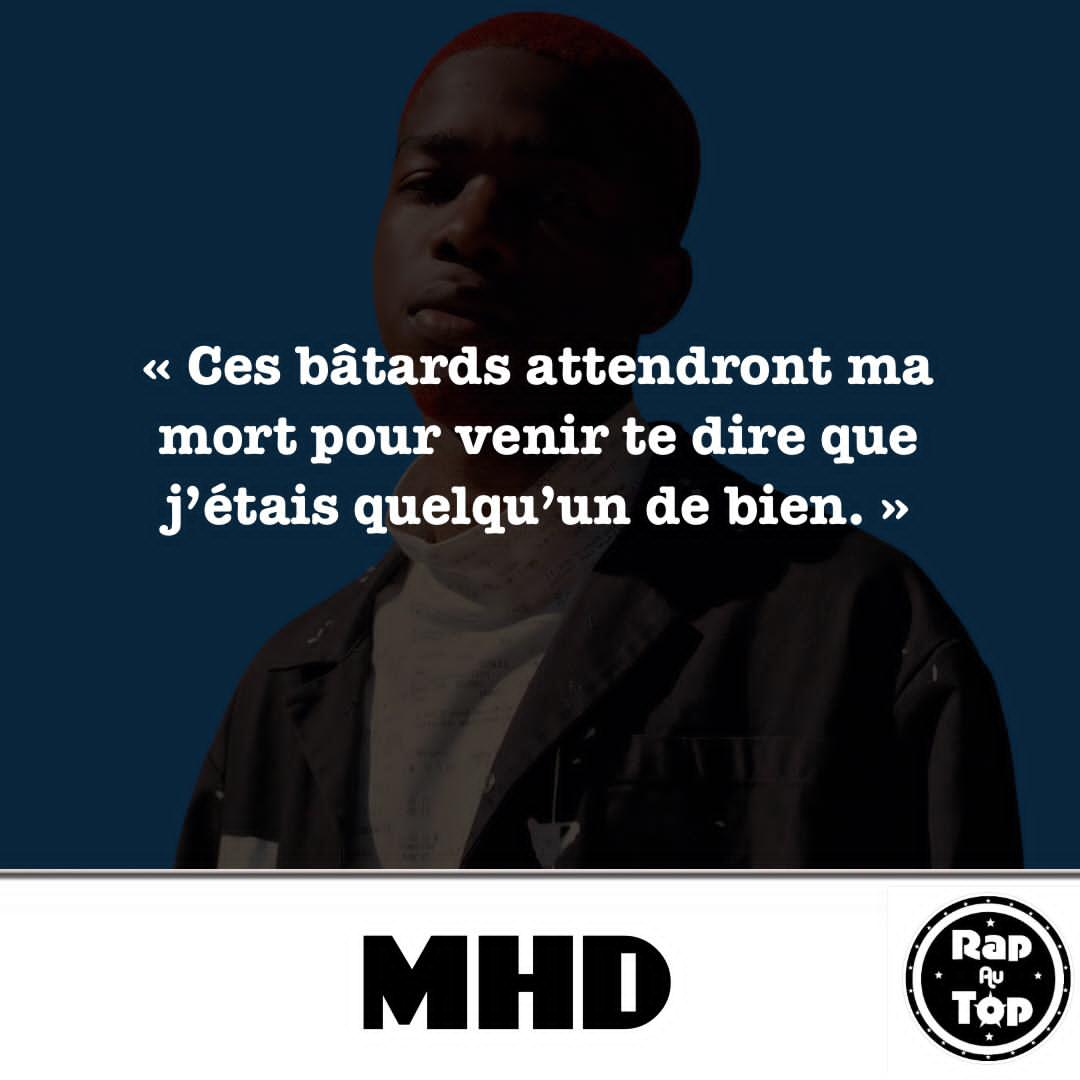 « Ces bâtards attendront ma
mort pour venir te dire que
j’étais quelqu’un de bien. »
MHD
Rap
Au
Top